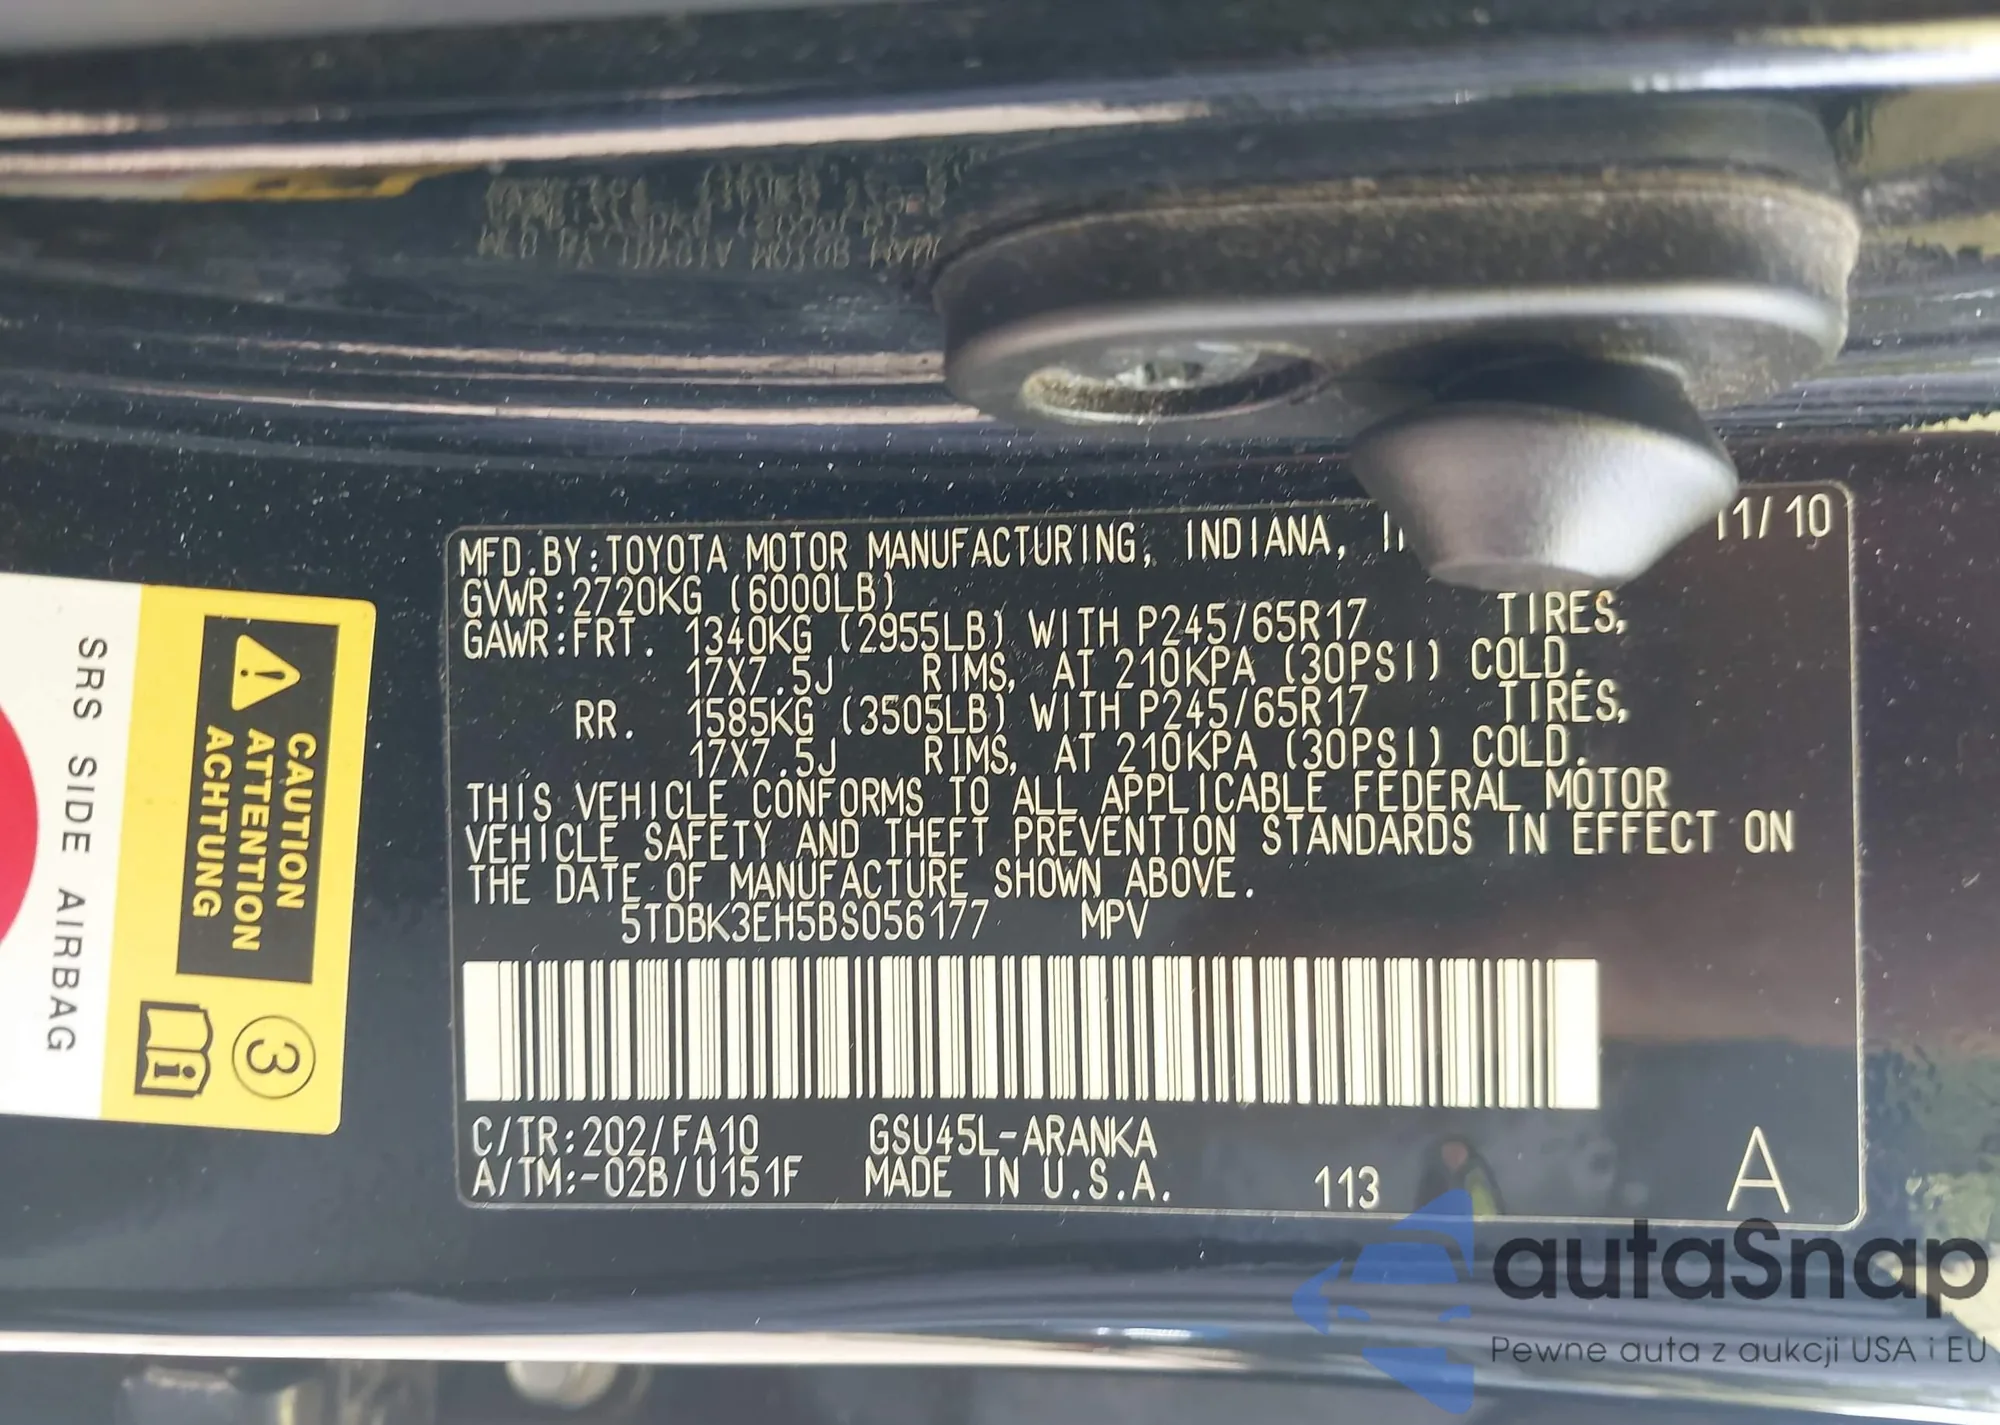 MFD.BY:TOYOTA MOTOR MANUFACTURING, INDIANA, 11/10
GVWR:2720KG (6000LB)
GAWR:FRT. 1340KG (2955LB) WITH P245/65R17 TIRES,
17X7.5J RIMS, AT 210KPA (30PSI) COLD.
RR. 1585KG (3505LB) WITH P245/65R17 TIRES,
17X7.5J RIMS, AT 210KPA (30PSI) COLD.
THIS VEHICLE CONFORMS TO ALL APPLICABLE FEDERAL MOTOR
VEHICLE SAFETY AND THEFT PREVENTION STANDARDS IN EFFECT ON
THE DATE OF MANUFACTURE SHOWN ABOVE.
5TDBK3EH5BS056177 MPV
C/TR:202/FA10 GSU45L-ARANKA
A/TM:-02B/U151F MADE IN U.S.A. 113 A
CAUTION
ATTENTION
ACHTUNG
3
i
SRS SIDE AIRBAG
autaSnap
Pewne auta z aukcji USA i EU